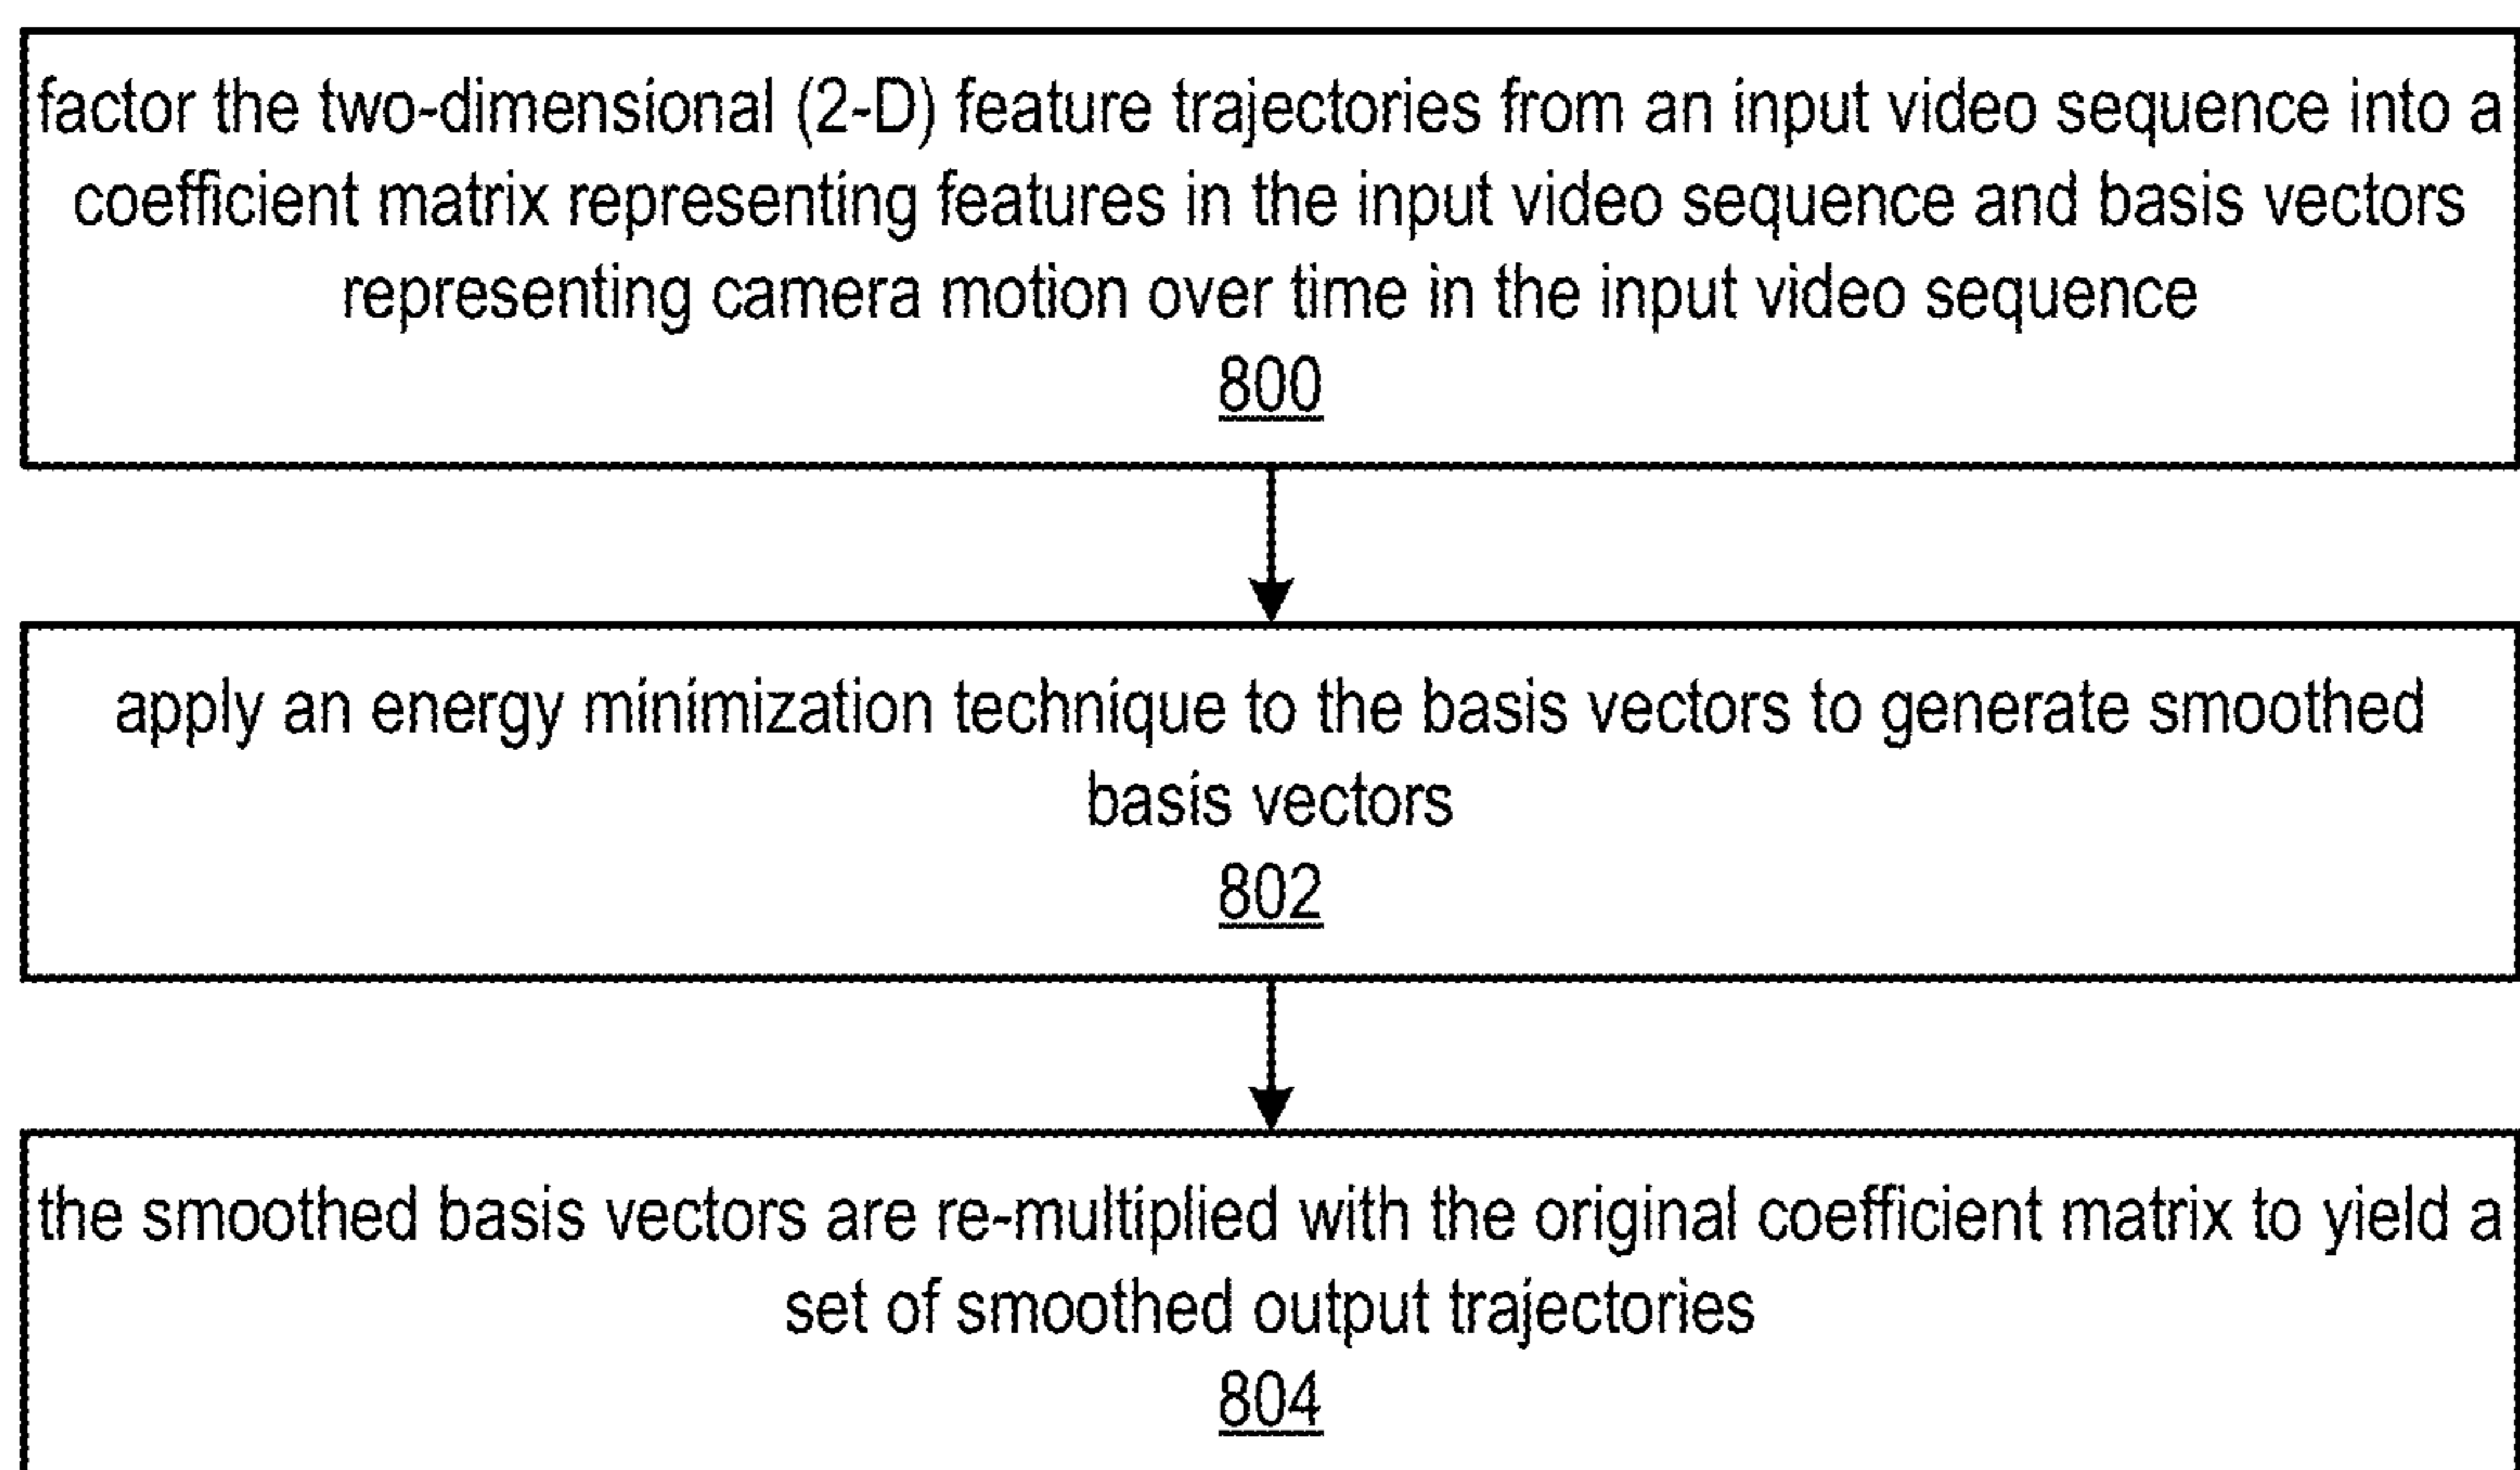 factor the two-dimensional (2-D) feature trajectories from an input video sequence into a
coefficient matrix representing features in the input video sequence and basis vectors
representing camera motion over time in the input video sequence
800
apply an energy minimization technique to the basis vectors to generate smoothed
basis vectors
802
the smoothed basis vectors are re-multiplied with the original coefficient matrix to yield a
set of smoothed output trajectories
804